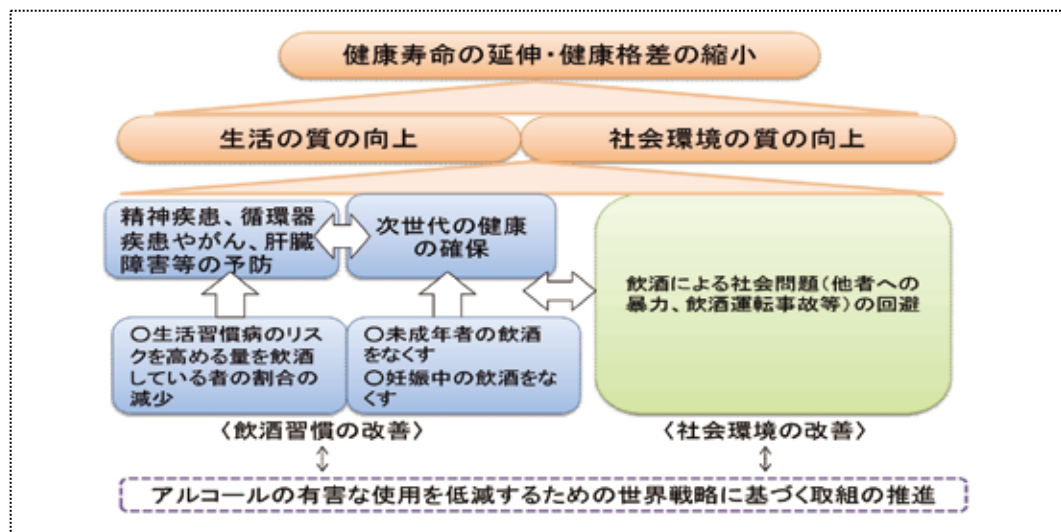 健康寿命の延伸・健康格差の縮小
生活の質の向上
社会環境の質の向上
精神疾患、循環器
疾患やがん、肝臓
障害等の予防
次世代の健康
の確保
飲酒による社会問題(他者への
暴力、飲酒運転事故等)の回避
〇生活習慣病のリス
クを高める量を飲酒
している者の割合の
減少
〇未成年者の飲酒
をなくす
〇妊娠中の飲酒をな
くす
〈飲酒習慣の改善〉
〈社会環境の改善〉
アルコールの有害な使用を低減するための世界戦略に基づく取組の推進